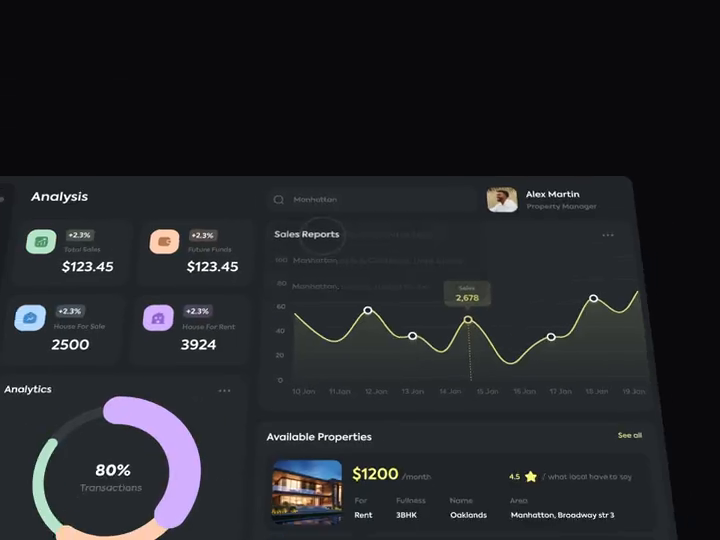 Analysis
Manhattan
Alex Martin
Property Manager
+2.3%
Total Sales
$123.45
+2.3%
Future Funds
$123.45
+2.3%
House For Sale
2500
+2.3%
House For Rent
3924
Sales Reports
Manhattan,
Manhattan,
100
80
60
40
20
0
Sales
2,678
10 Jan
11 Jan
12 Jan
13 Jan
14 Jan
15 Jan
16 Jan
17 Jan
18 Jan
19 Jan
Analytics
80%
Transactions
Available Properties
See all
$1200 /month
4.5 / what local have to say
For
Fullness
Name
Area
Rent
3BHK
Oaklands
Manhatton, Broadway str 3